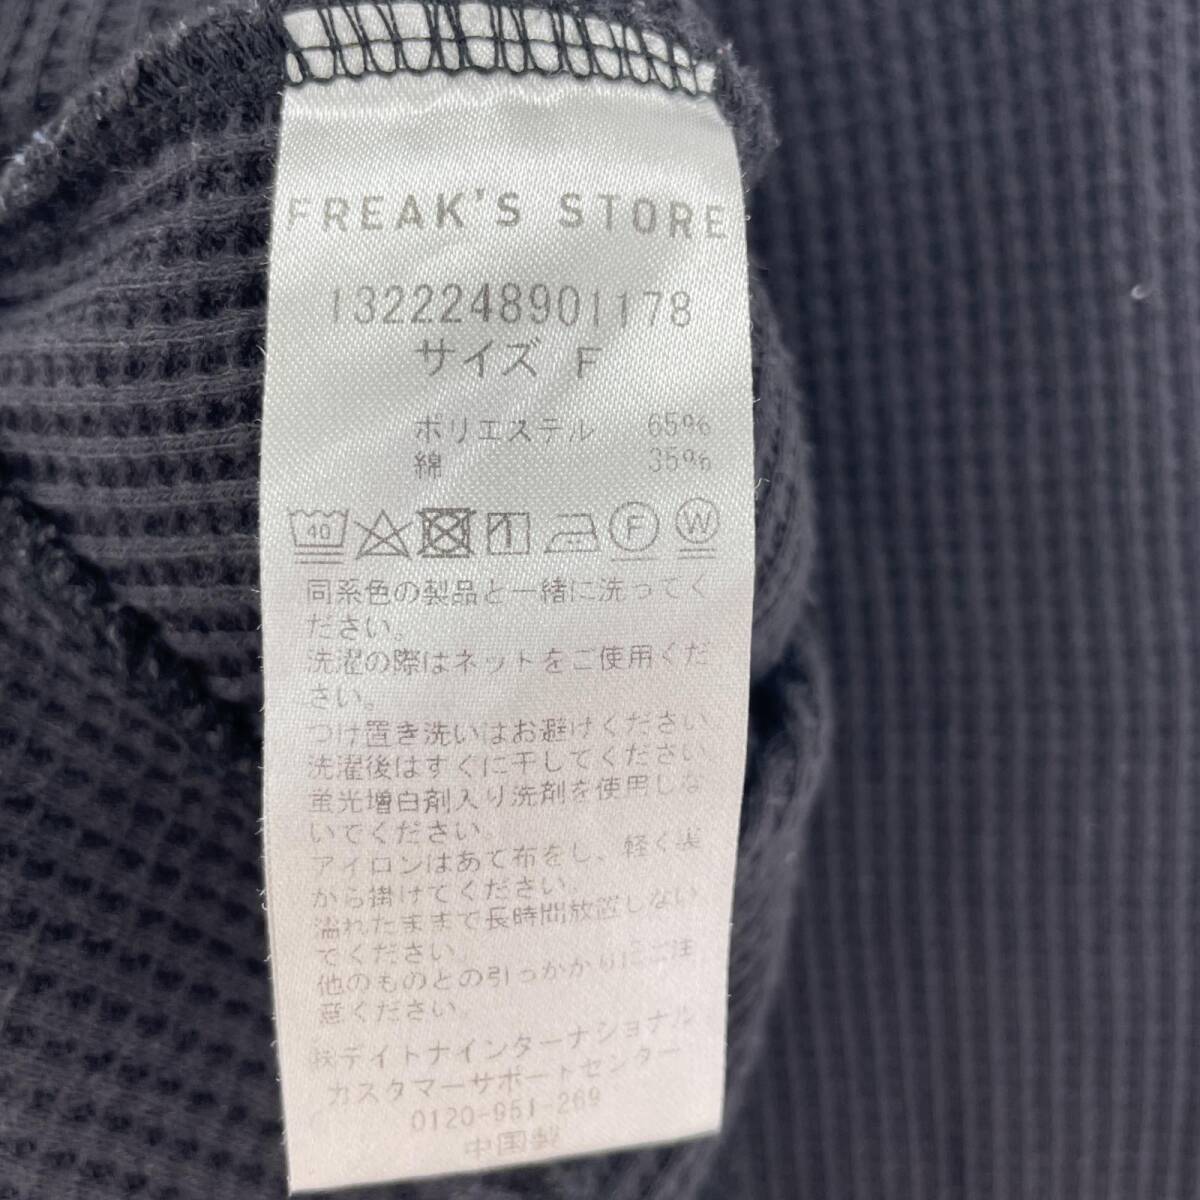 FREAK'S STORE
1322248901178
サイズ F
ポリエステル 65%
綿 35%
40 F W
同系色の製品と一緒に洗ってく
ださい。
洗濯の際はネットをご使用くだ
さい。
つけ置き洗いはお避けください
洗濯後はすぐに干してください
蛍光増白剤入り洗剤を使用しな
いでください。
アイロンはあて布をし、軽く裏
から掛けてください。
濡れたままで長時間放置しない
でください。
他のものとの引っかかりにご注
意ください。
㈱デイトナインターナショナル
カスタマーサポートセンター
0120-951-269
中国製